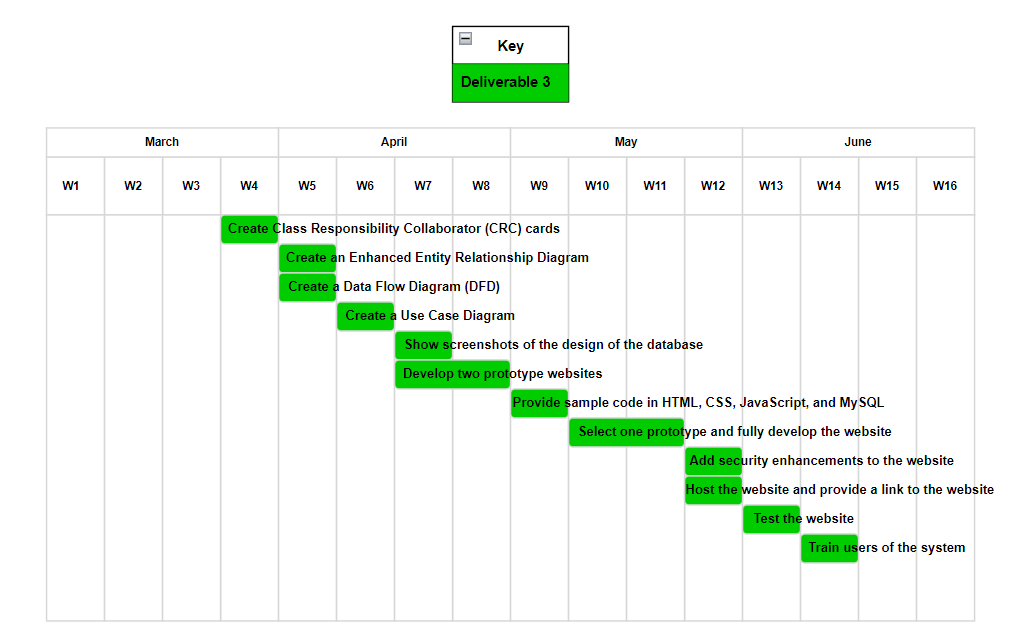 Key
Deliverable 3
March April May June
W1 W2 W3 W4 W5 W6 W7 W8 W9 W10 W11 W12 W13 W14 W15 W16
Create Class Responsibility Collaborator (CRC) cards
Create an Enhanced Entity Relationship Diagram
Create a Data Flow Diagram (DFD)
Create a Use Case Diagram
Show screenshots of the design of the database
Develop two prototype websites
Provide sample code in HTML, CSS, JavaScript, and MySQL
Select one prototype and fully develop the website
Add security enhancements to the website
Host the website and provide a link to the website
Test the website
Train users of the system